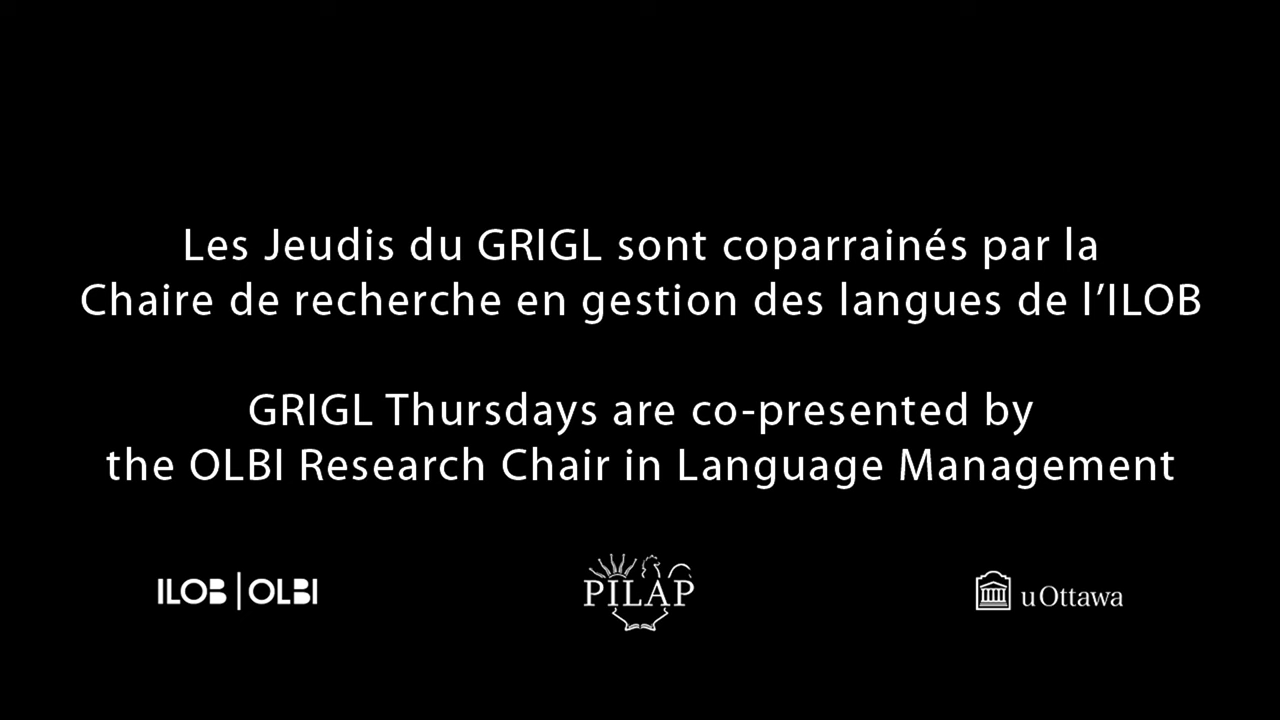 Les Jeudis du GRIGL sont coparrainés par la
Chaire de recherche en gestion des langues de l’ILOB
GRIGL Thursdays are co-presented by
the OLBI Research Chair in Language Management
ILOB | OLBI
PILAP
uOttawa